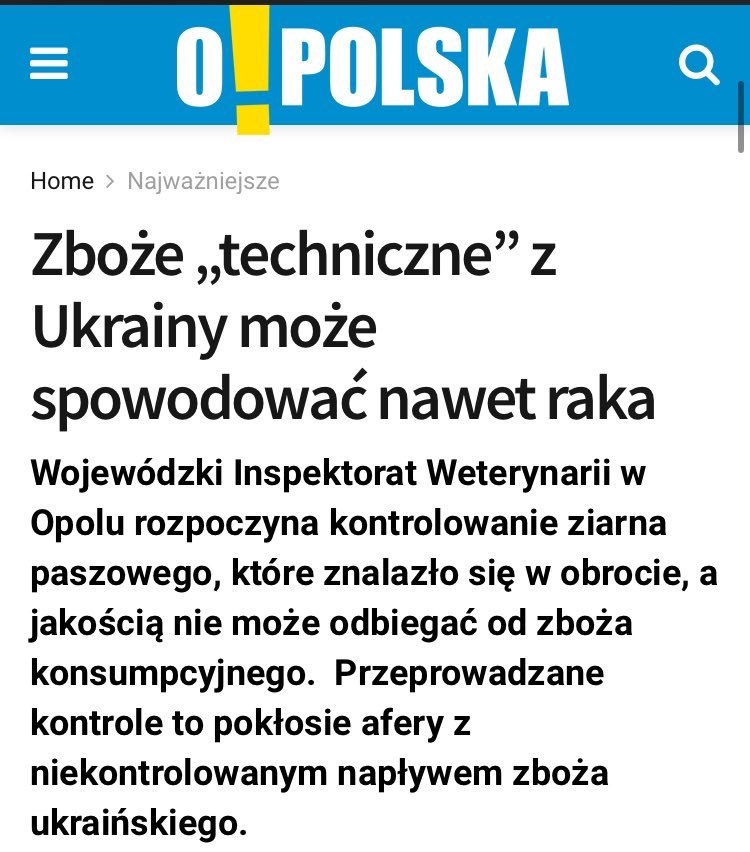 O!POLSKA
Home > Najważniejsze
Zboże „techniczne” z
Ukrainy może
spowodować nawet raka
Wojewódzki Inspektorat Weterynarii w
Opolu rozpoczyna kontrolowanie ziarna
paszowego, które znalazło się w obrocie, a
jakością nie może odbiegać od zboża
konsumpcyjnego.  Przeprowadzane
kontrole to pokłosie afery z
niekontrolowanym napływem zboża
ukraińskiego.